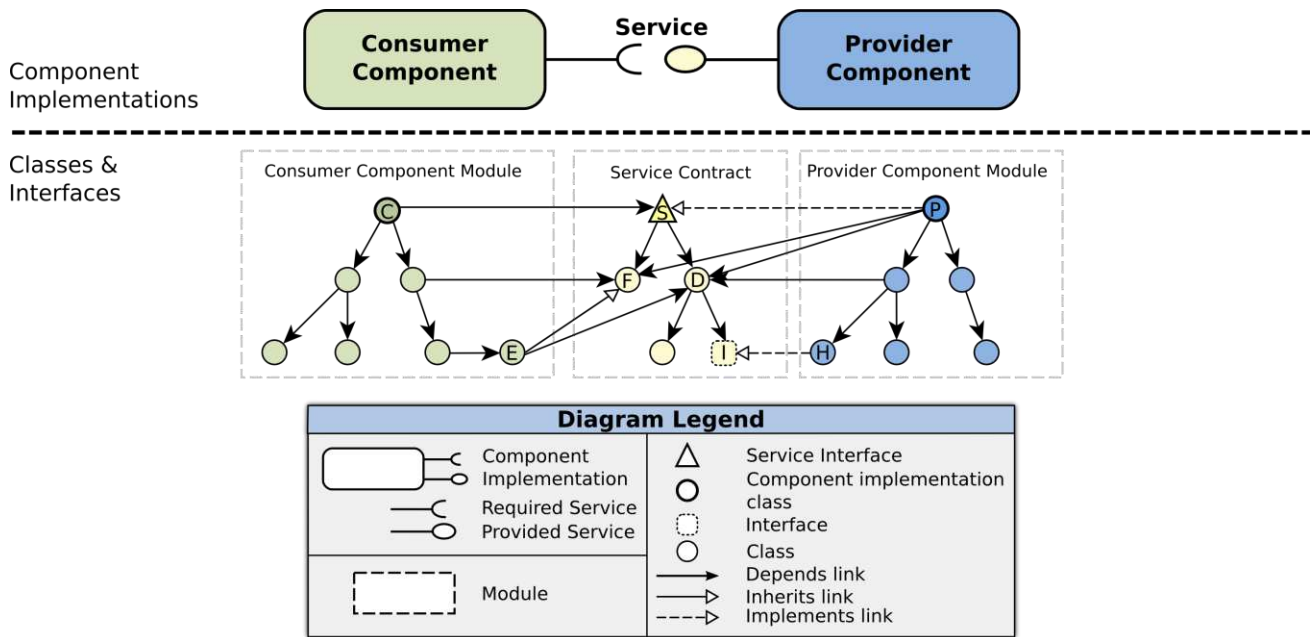 Consumer
Component
Service
Provider
Component
Component
Implementations
Classes &
Interfaces
Consumer Component Module
Service Contract
Provider Component Module
C
S
P
F
D
E
I
H
Diagram Legend
Component
Implementation
Required Service
Provided Service
Module
Service Interface
Component implementation
class
Interface
Class
Depends link
Inherits link
Implements link